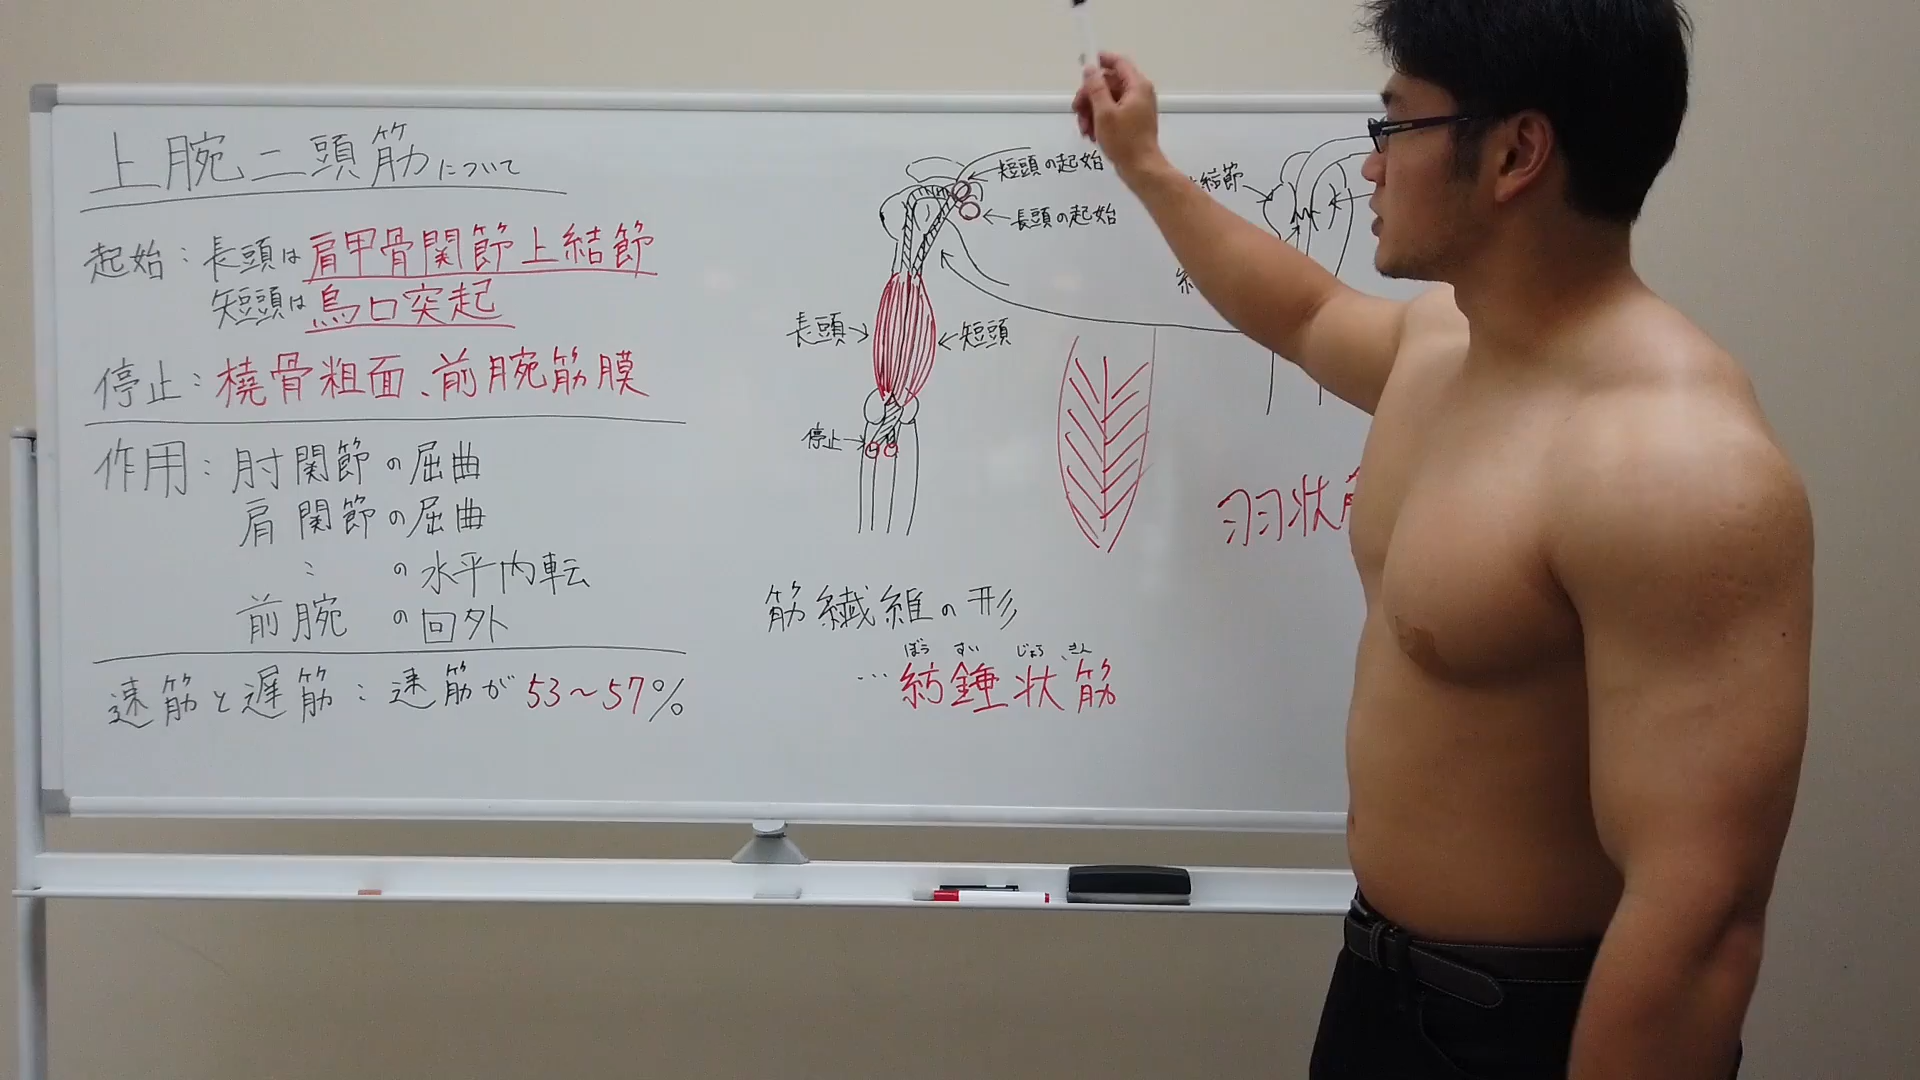 上腕二頭筋について
起始：長頭は肩甲骨関節上結節
短頭は烏口突起
停止：橈骨粗面、前腕筋膜
作用：肘関節の屈曲
肩関節の屈曲
〃 の水平内転
前腕 の回外
速筋と遅筋：速筋が53～57%
短頭の起始
長頭の起始
長頭
短頭
停止
筋繊維の形
ぼう すい じょう きん
…紡錘状筋
結節
羽状筋